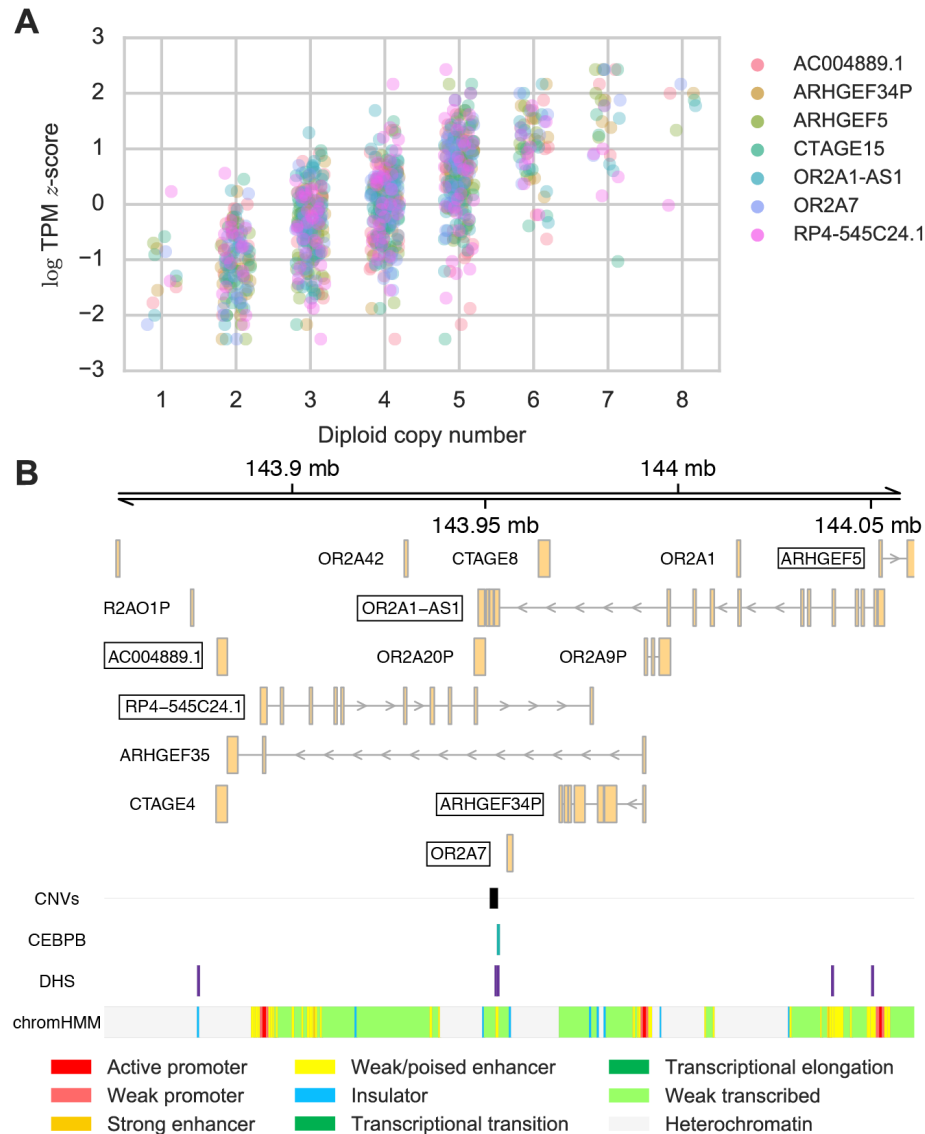 A
3
2
1
0
−1
−2
−3
log TPM z-score
1 2 3 4 5 6 7 8
Diploid copy number
AC004889.1
ARHGEF34P
ARHGEF5
CTAGE15
OR2A1-AS1
OR2A7
RP4-545C24.1
B
143.9 mb 144 mb
143.95 mb 144.05 mb
OR2A42 CTAGE8 OR2A1 ARHGEF5
R2AO1P OR2A1−AS1
AC004889.1 OR2A20P OR2A9P
RP4−545C24.1
ARHGEF35
CTAGE4 ARHGEF34P
OR2A7
CNVs
CEBPB
DHS
chromHMM
Active promoter Weak/poised enhancer Transcriptional elongation
Weak promoter Insulator Weak transcribed
Strong enhancer Transcriptional transition Heterochromatin